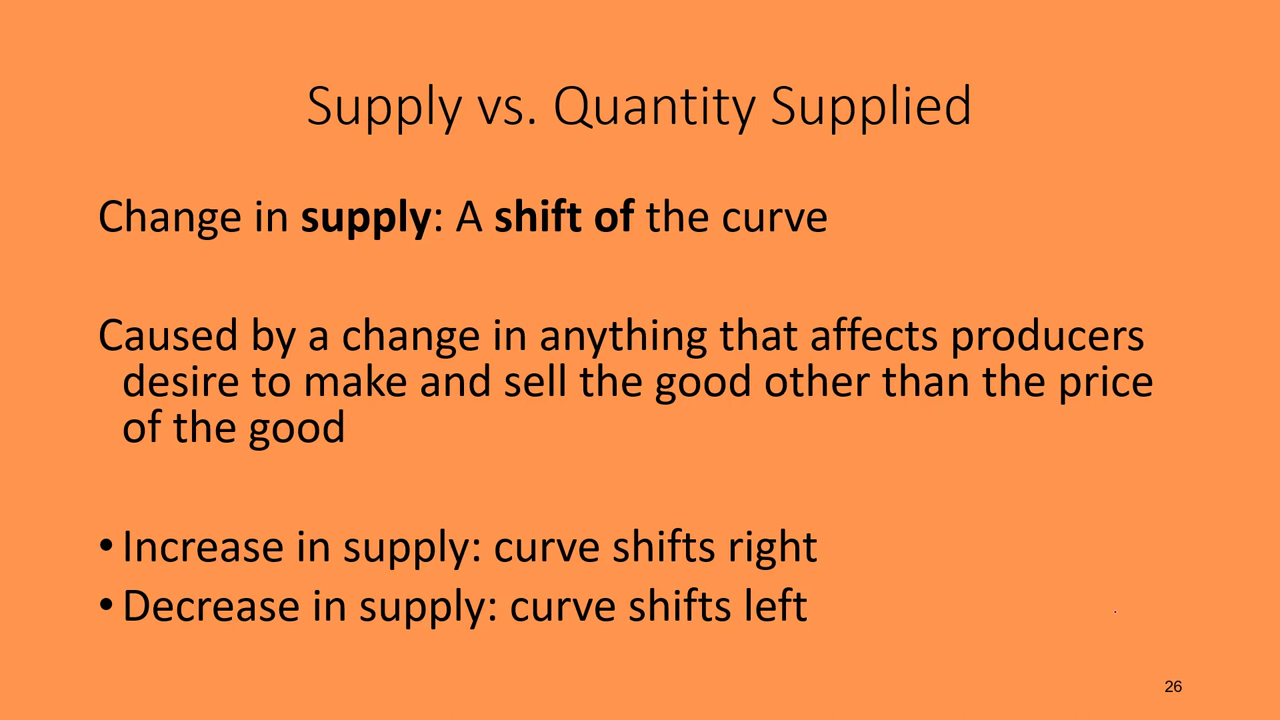 Supply vs. Quantity Supplied
Change in supply: A shift of the curve
Caused by a change in anything that affects producers
desire to make and sell the good other than the price
of the good
• Increase in supply: curve shifts right
• Decrease in supply: curve shifts left
.
26